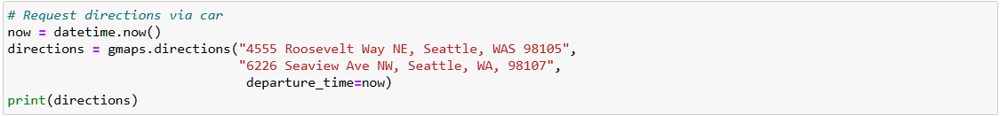 # Request directions via car
now = datetime.now()
directions = gmaps.directions("4555 Roosevelt Way NE, Seattle, WAS 98105",
                              "6226 Seaview Ave NW, Seattle, WA, 98107",
                               departure_time=now)
print(directions)